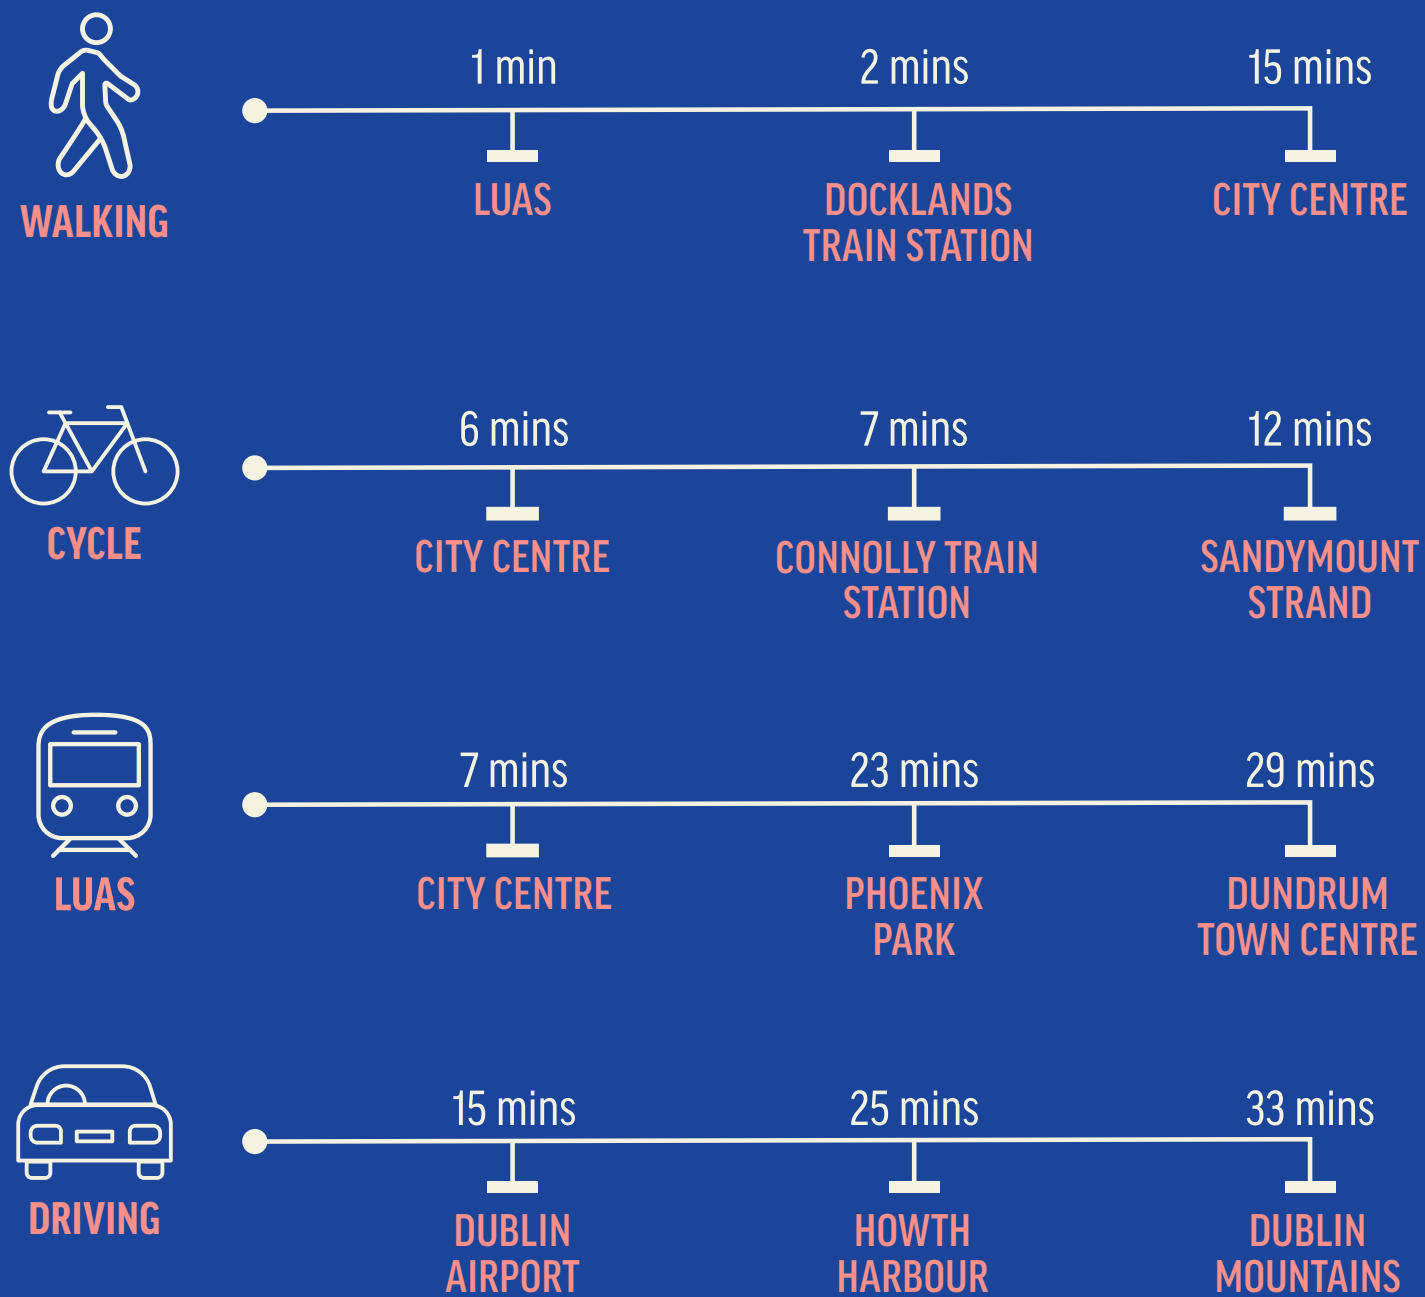 1 min
2 mins
15 mins
WALKING
LUAS
DOCKLANDS
TRAIN STATION
CITY CENTRE
6 mins
7 mins
12 mins
CYCLE
CITY CENTRE
CONNOLLY TRAIN
STATION
SANDYMOUNT
STRAND
7 mins
23 mins
29 mins
LUAS
CITY CENTRE
PHOENIX
PARK
DUNDRUM
TOWN CENTRE
15 mins
25 mins
33 mins
DRIVING
DUBLIN
AIRPORT
HOWTH
HARBOUR
DUBLIN
MOUNTAINS